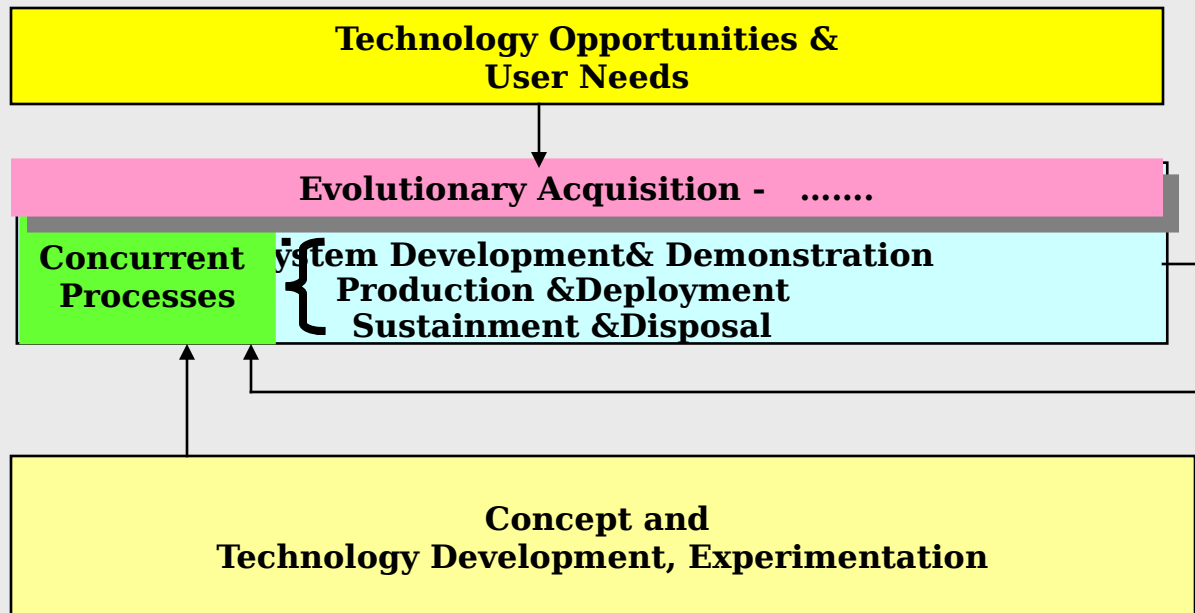 Technology Opportunities &
User Needs
Evolutionary Acquisition - .......
Concurrent
Processes
ystem Development& Demonstration
Production &Deployment
Sustainment &Disposal
Concept and
Technology Development, Experimentation